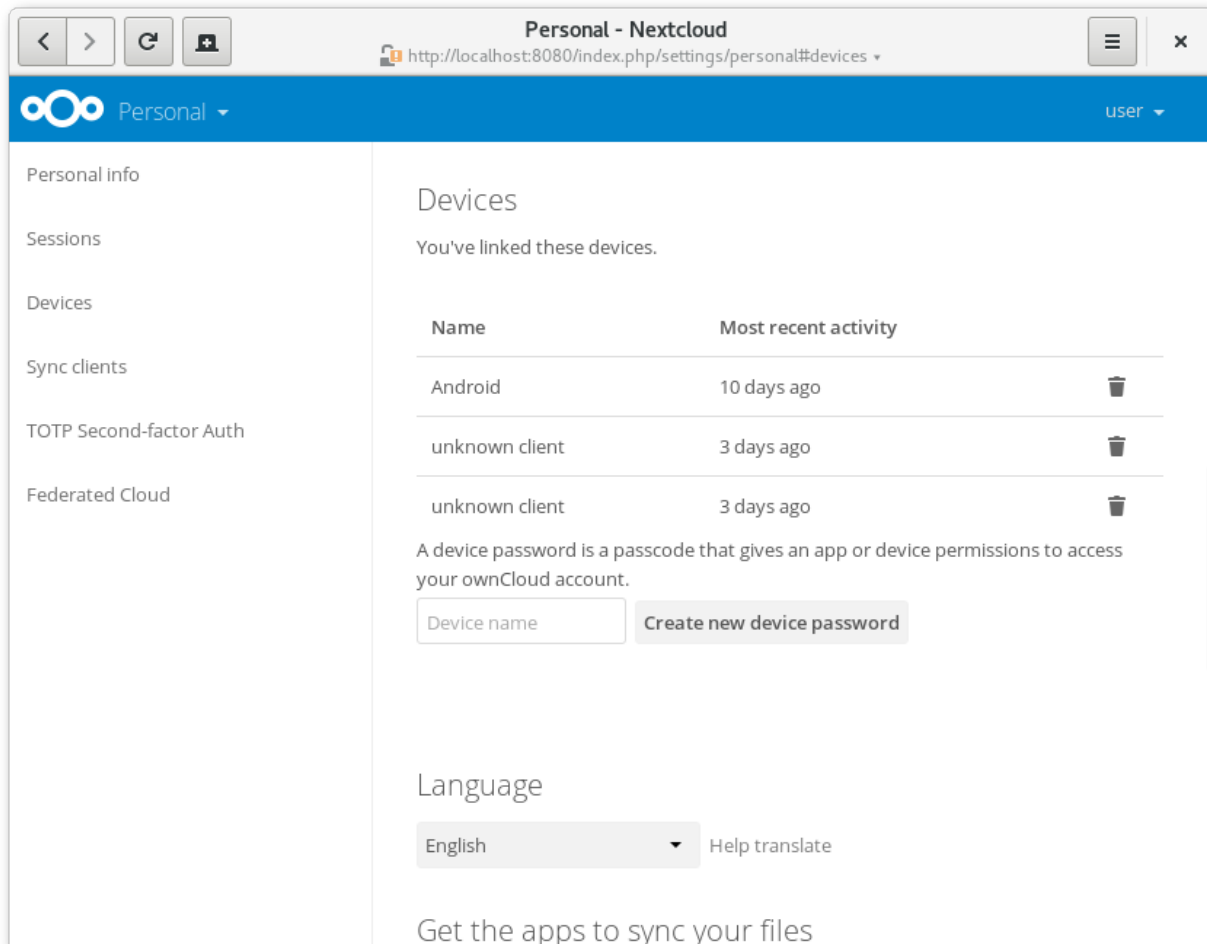 Personal - Nextcloud
http://localhost:8080/index.php/settings/personal#devices
Personal
user
Personal info
Sessions
Devices
Sync clients
TOTP Second-factor Auth
Federated Cloud
Devices
You've linked these devices.
Name Most recent activity
Android 10 days ago
unknown client 3 days ago
unknown client 3 days ago
A device password is a passcode that gives an app or device permissions to access
your ownCloud account.
Device name Create new device password
Language
English Help translate
Get the apps to sync your files